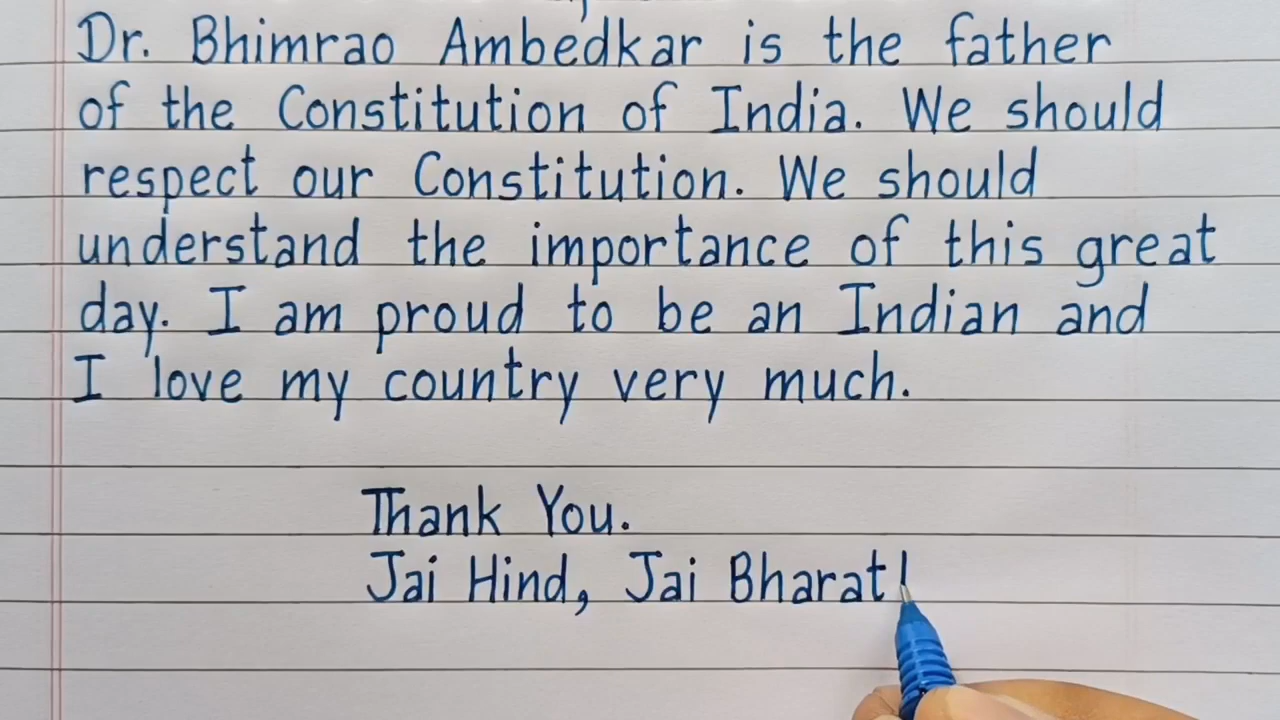 Dr. Bhimrao Ambedkar is the father
of the Constitution of India. We should
respect our Constitution. We should
understand the importance of this great
day. I am proud to be an Indian and
I love my country very much.
Thank You.
Jai Hind, Jai Bharat!